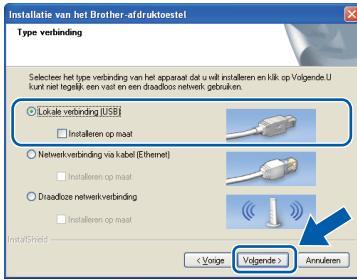 Installatie van het Brother-afdruktoestel
Type verbinding
Selecteer het type verbinding van het apparaat dat u wilt installeren en klik op Volgende.U
kunt niet tegelijk een vast en een draadloos netwerk gebruiken.
Lokale verbinding (USB)
Installeren op maat
Netwerkverbinding via kabel (Ethernet)
Installeren op maat
Draadloze netwerkverbinding
Installeren op maat
InstallShield
< Vorige
Volgende >
Annuleren